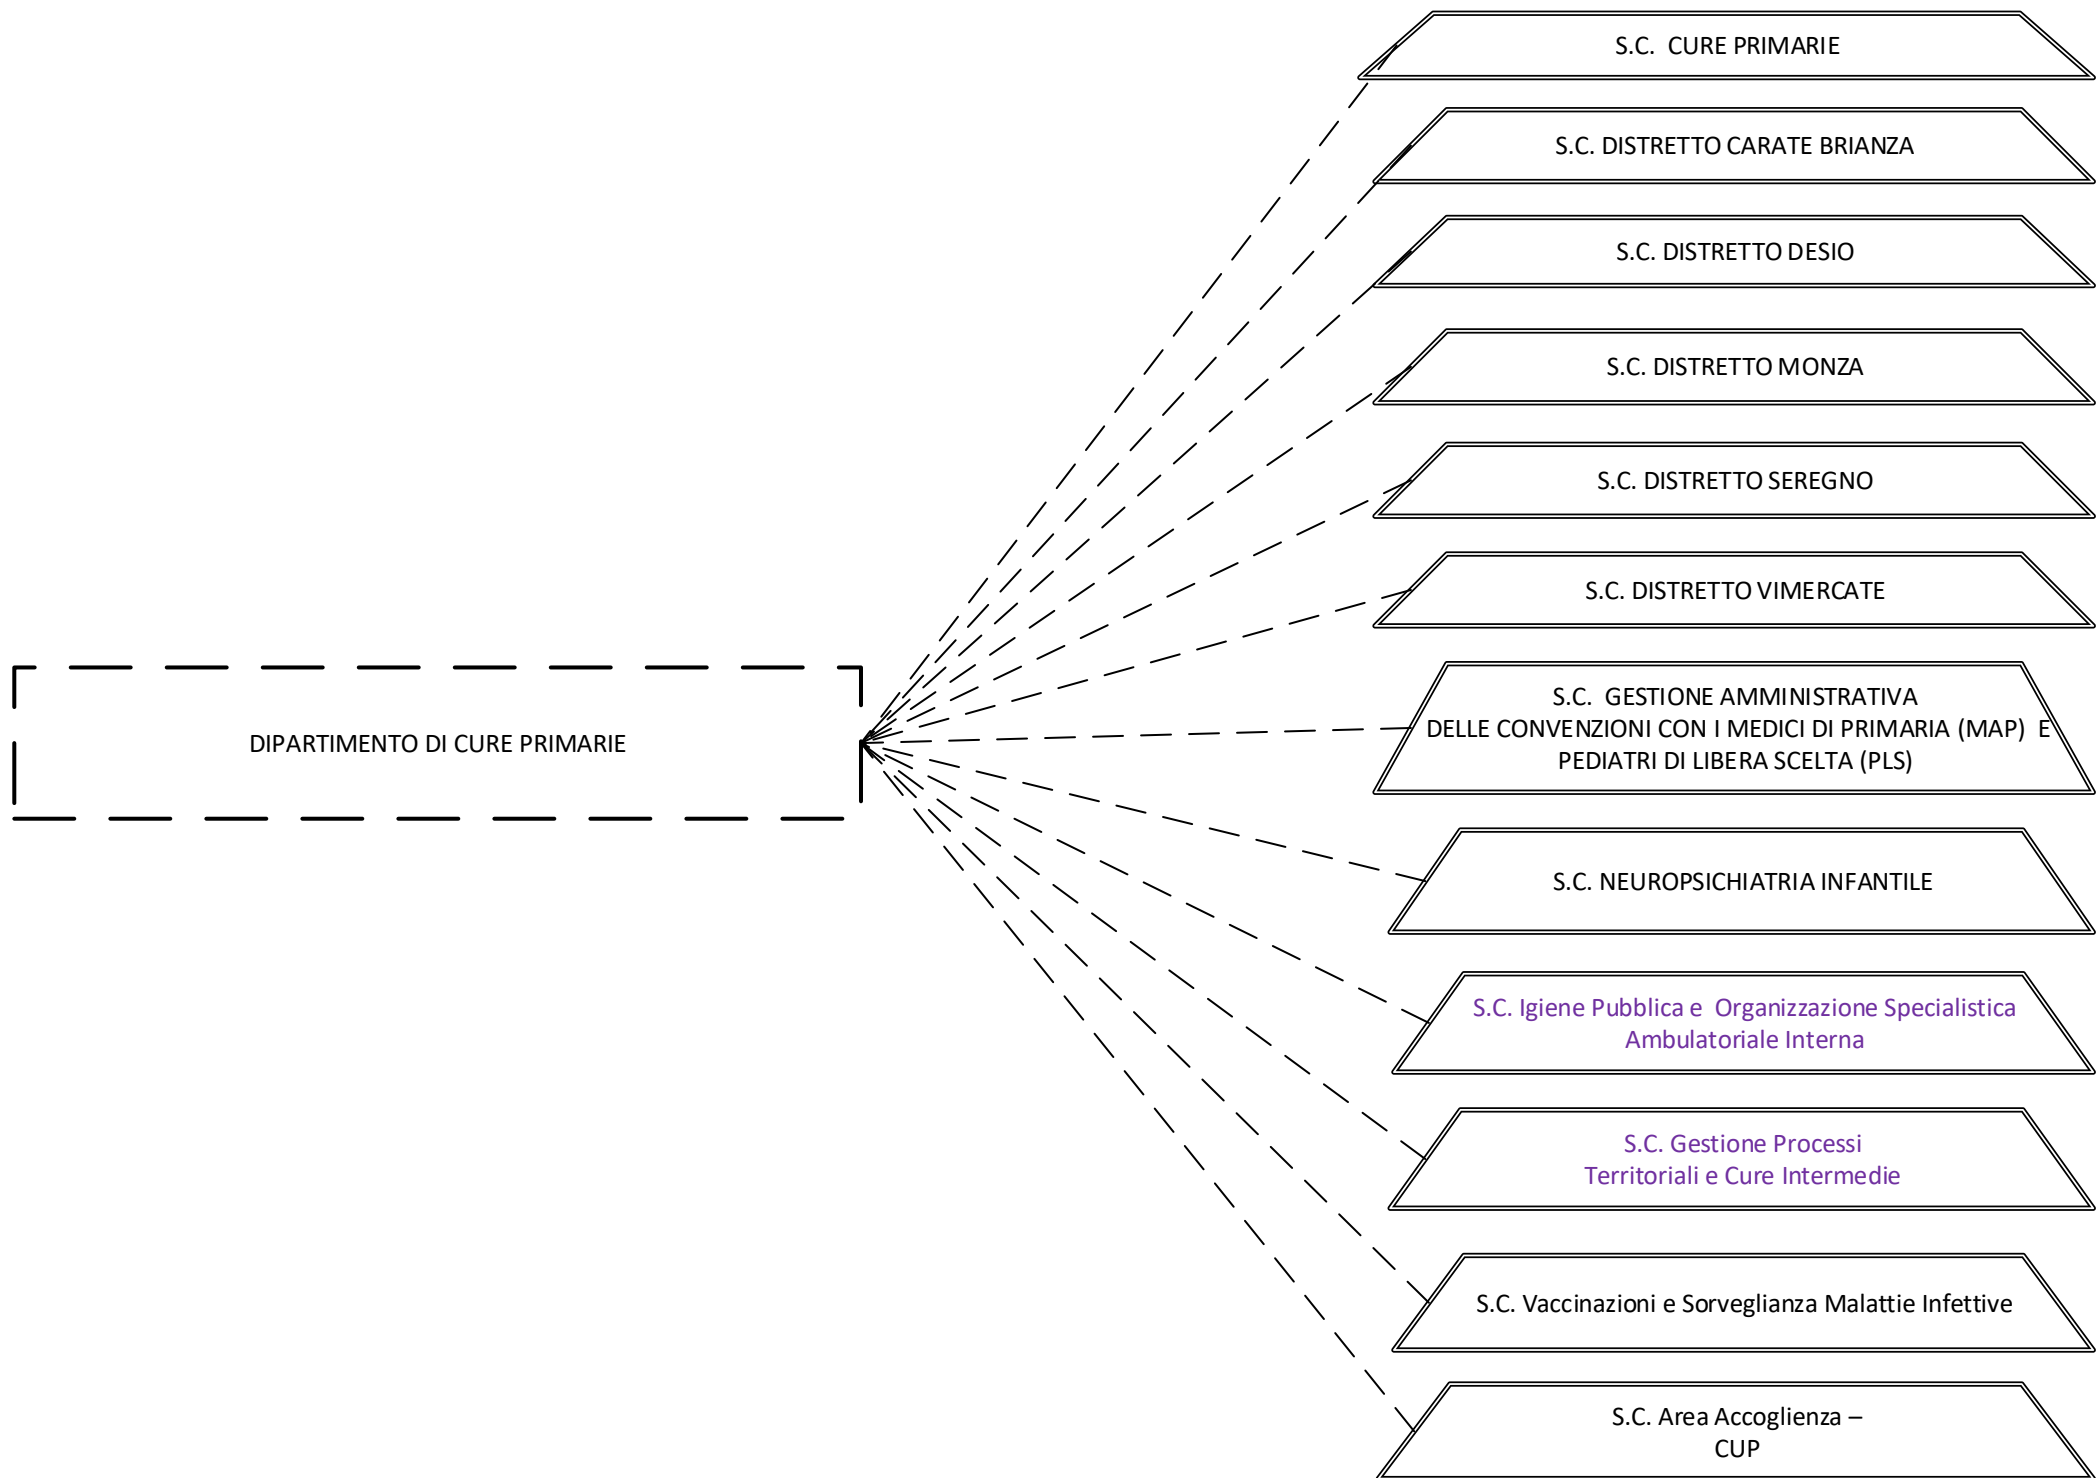 S.C. CURE PRIMARIE
S.C. DISTRETTO CARATE BRIANZA
S.C. DISTRETTO DESIO
S.C. DISTRETTO MONZA
S.C. DISTRETTO SEREGNO
S.C. DISTRETTO VIMERCATE
DIPARTIMENTO DI CURE PRIMARIE
S.C. GESTIONE AMMINISTRATIVA
DELLE CONVENZIONI CON I MEDICI DI PRIMARIA (MAP) E
PEDIATRI DI LIBERA SCELTA (PLS)
S.C. NEUROPSICHIATRIA INFANTILE
S.C. Igiene Pubblica e Organizzazione Specialistica
Ambulatoriale Interna
S.C. Gestione Processi
Territoriali e Cure Intermedie
S.C. Vaccinazioni e Sorveglianza Malattie Infettive
S.C. Area Accoglienza –
CUP